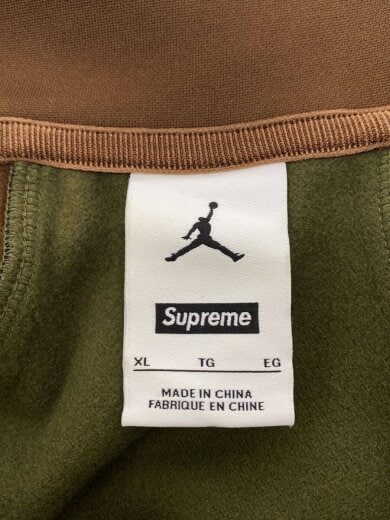 Supreme
XL TG EG
MADE IN CHINA
FABRIQUE EN CHINE